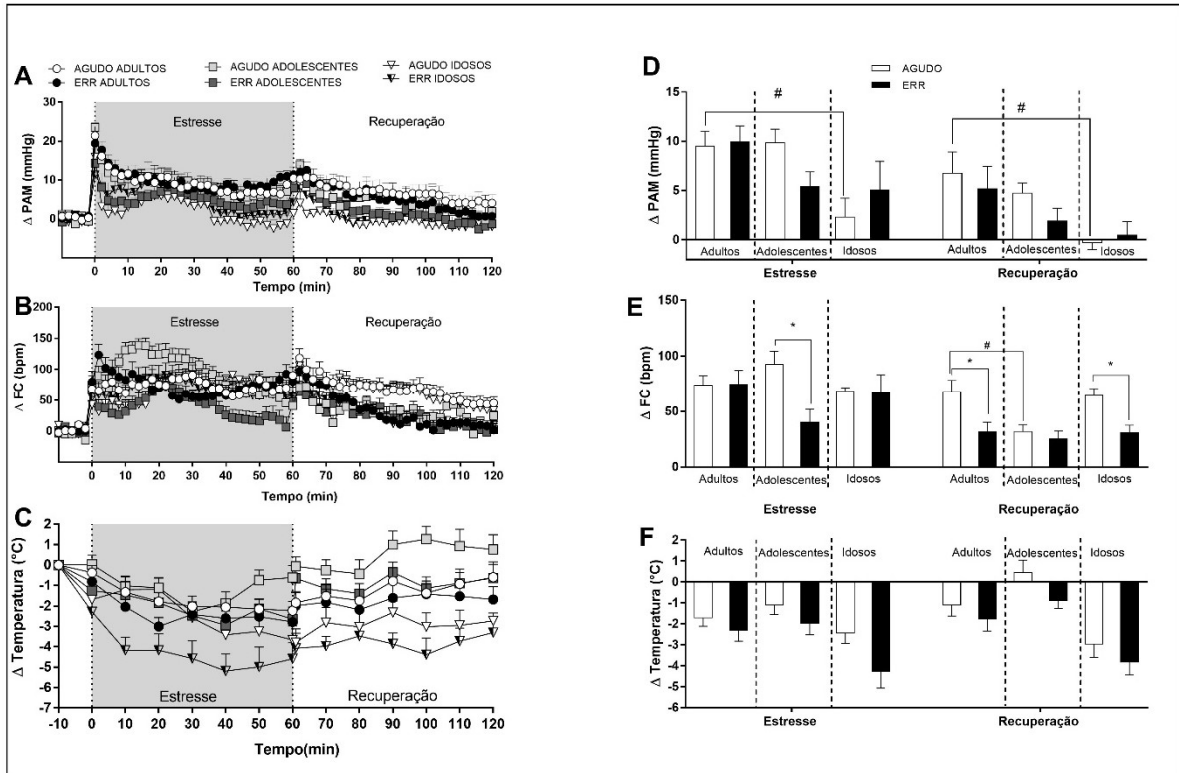 A
AGUDO ADULTOS
ERR ADULTOS
AGUDO ADOLESCENTES
ERR ADOLESCENTES
AGUDO IDOSOS
ERR IDOSOS
Δ PAM (mmHg)
30
20
10
0
Estresse
Recuperação
0 10 20 30 40 50 60 70 80 90 100 110 120
Tempo (min)
B
Δ FC (bpm)
200
150
100
50
0
Estresse
Recuperação
0 10 20 30 40 50 60 70 80 90 100 110 120
Tempo (min)
C
Δ Temperatura (°C)
2
1
0
-1
-2
-3
-4
-5
-6
-7
Estresse
Recuperação
-10 0 10 20 30 40 50 60 70 80 90 100 110 120
Tempo(min)
D
AGUDO
ERR
Δ PAM (mmHg)
15
10
5
0
# #
Adultos Adolescentes Idosos Adultos Adolescentes Idosos
Estresse Recuperação
E
Δ FC (bpm)
150
100
50
0
* # * *
Adultos Adolescentes Idosos Adultos Adolescentes Idosos
Estresse Recuperação
F
Δ Temperatura (°C)
2
1
0
-1
-2
-3
-4
-5
-6
Adultos Adolescentes Idosos Adultos Adolescentes Idosos
Estresse Recuperação